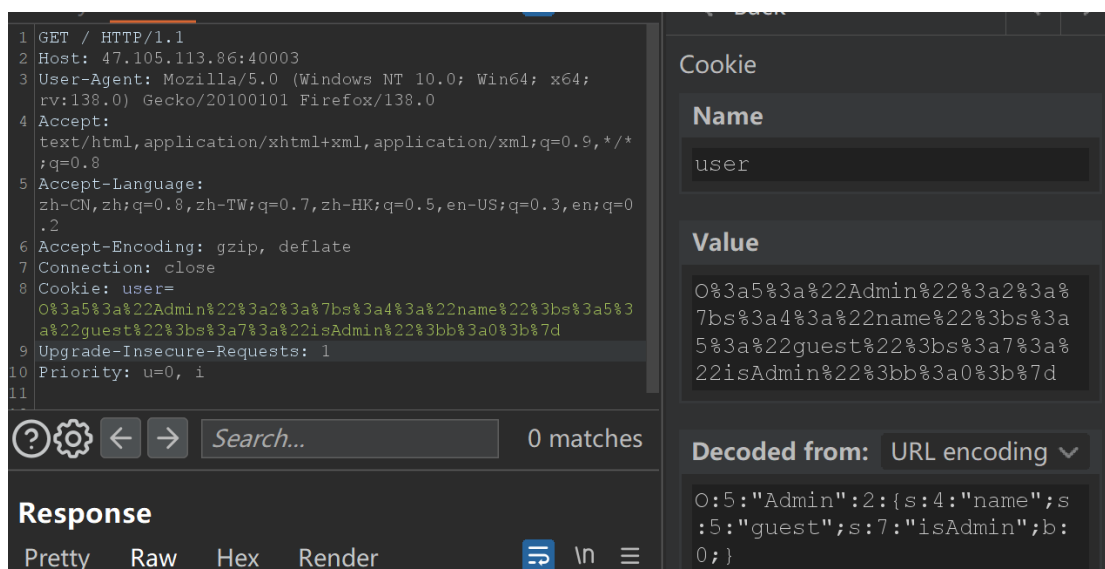 1 GET / HTTP/1.1
2 Host: 47.105.113.86:40003
3 User-Agent: Mozilla/5.0 (Windows NT 10.0; Win64; x64;
rv:138.0) Gecko/20100101 Firefox/138.0
4 Accept:
text/html,application/xhtml+xml,application/xml;q=0.9,*/*
;q=0.8
5 Accept-Language:
zh-CN,zh;q=0.8,zh-TW;q=0.7,zh-HK;q=0.5,en-US;q=0.3,en;q=0
.2
6 Accept-Encoding: gzip, deflate
7 Connection: close
8 Cookie: user=
O%3a5%3a%22Admin%22%3a2%3a%7bs%3a4%3a%22name%22%3bs%3a5%3
a%22guest%22%3bs%3a7%3a%22isAdmin%22%3bb%3a0%3b%7d
9 Upgrade-Insecure-Requests: 1
10 Priority: u=0, i
11
Search...
0 matches
Response
Pretty Raw Hex Render \n
Back
Cookie
Name
user
Value
O%3a5%3a%22Admin%22%3a2%3a%
7bs%3a4%3a%22name%22%3bs%3a
5%3a%22guest%22%3bs%3a7%3a%
22isAdmin%22%3bb%3a0%3b%7d
Decoded from: URL encoding
O:5:"Admin":2:{s:4:"name";s
:5:"guest";s:7:"isAdmin";b:
0;}